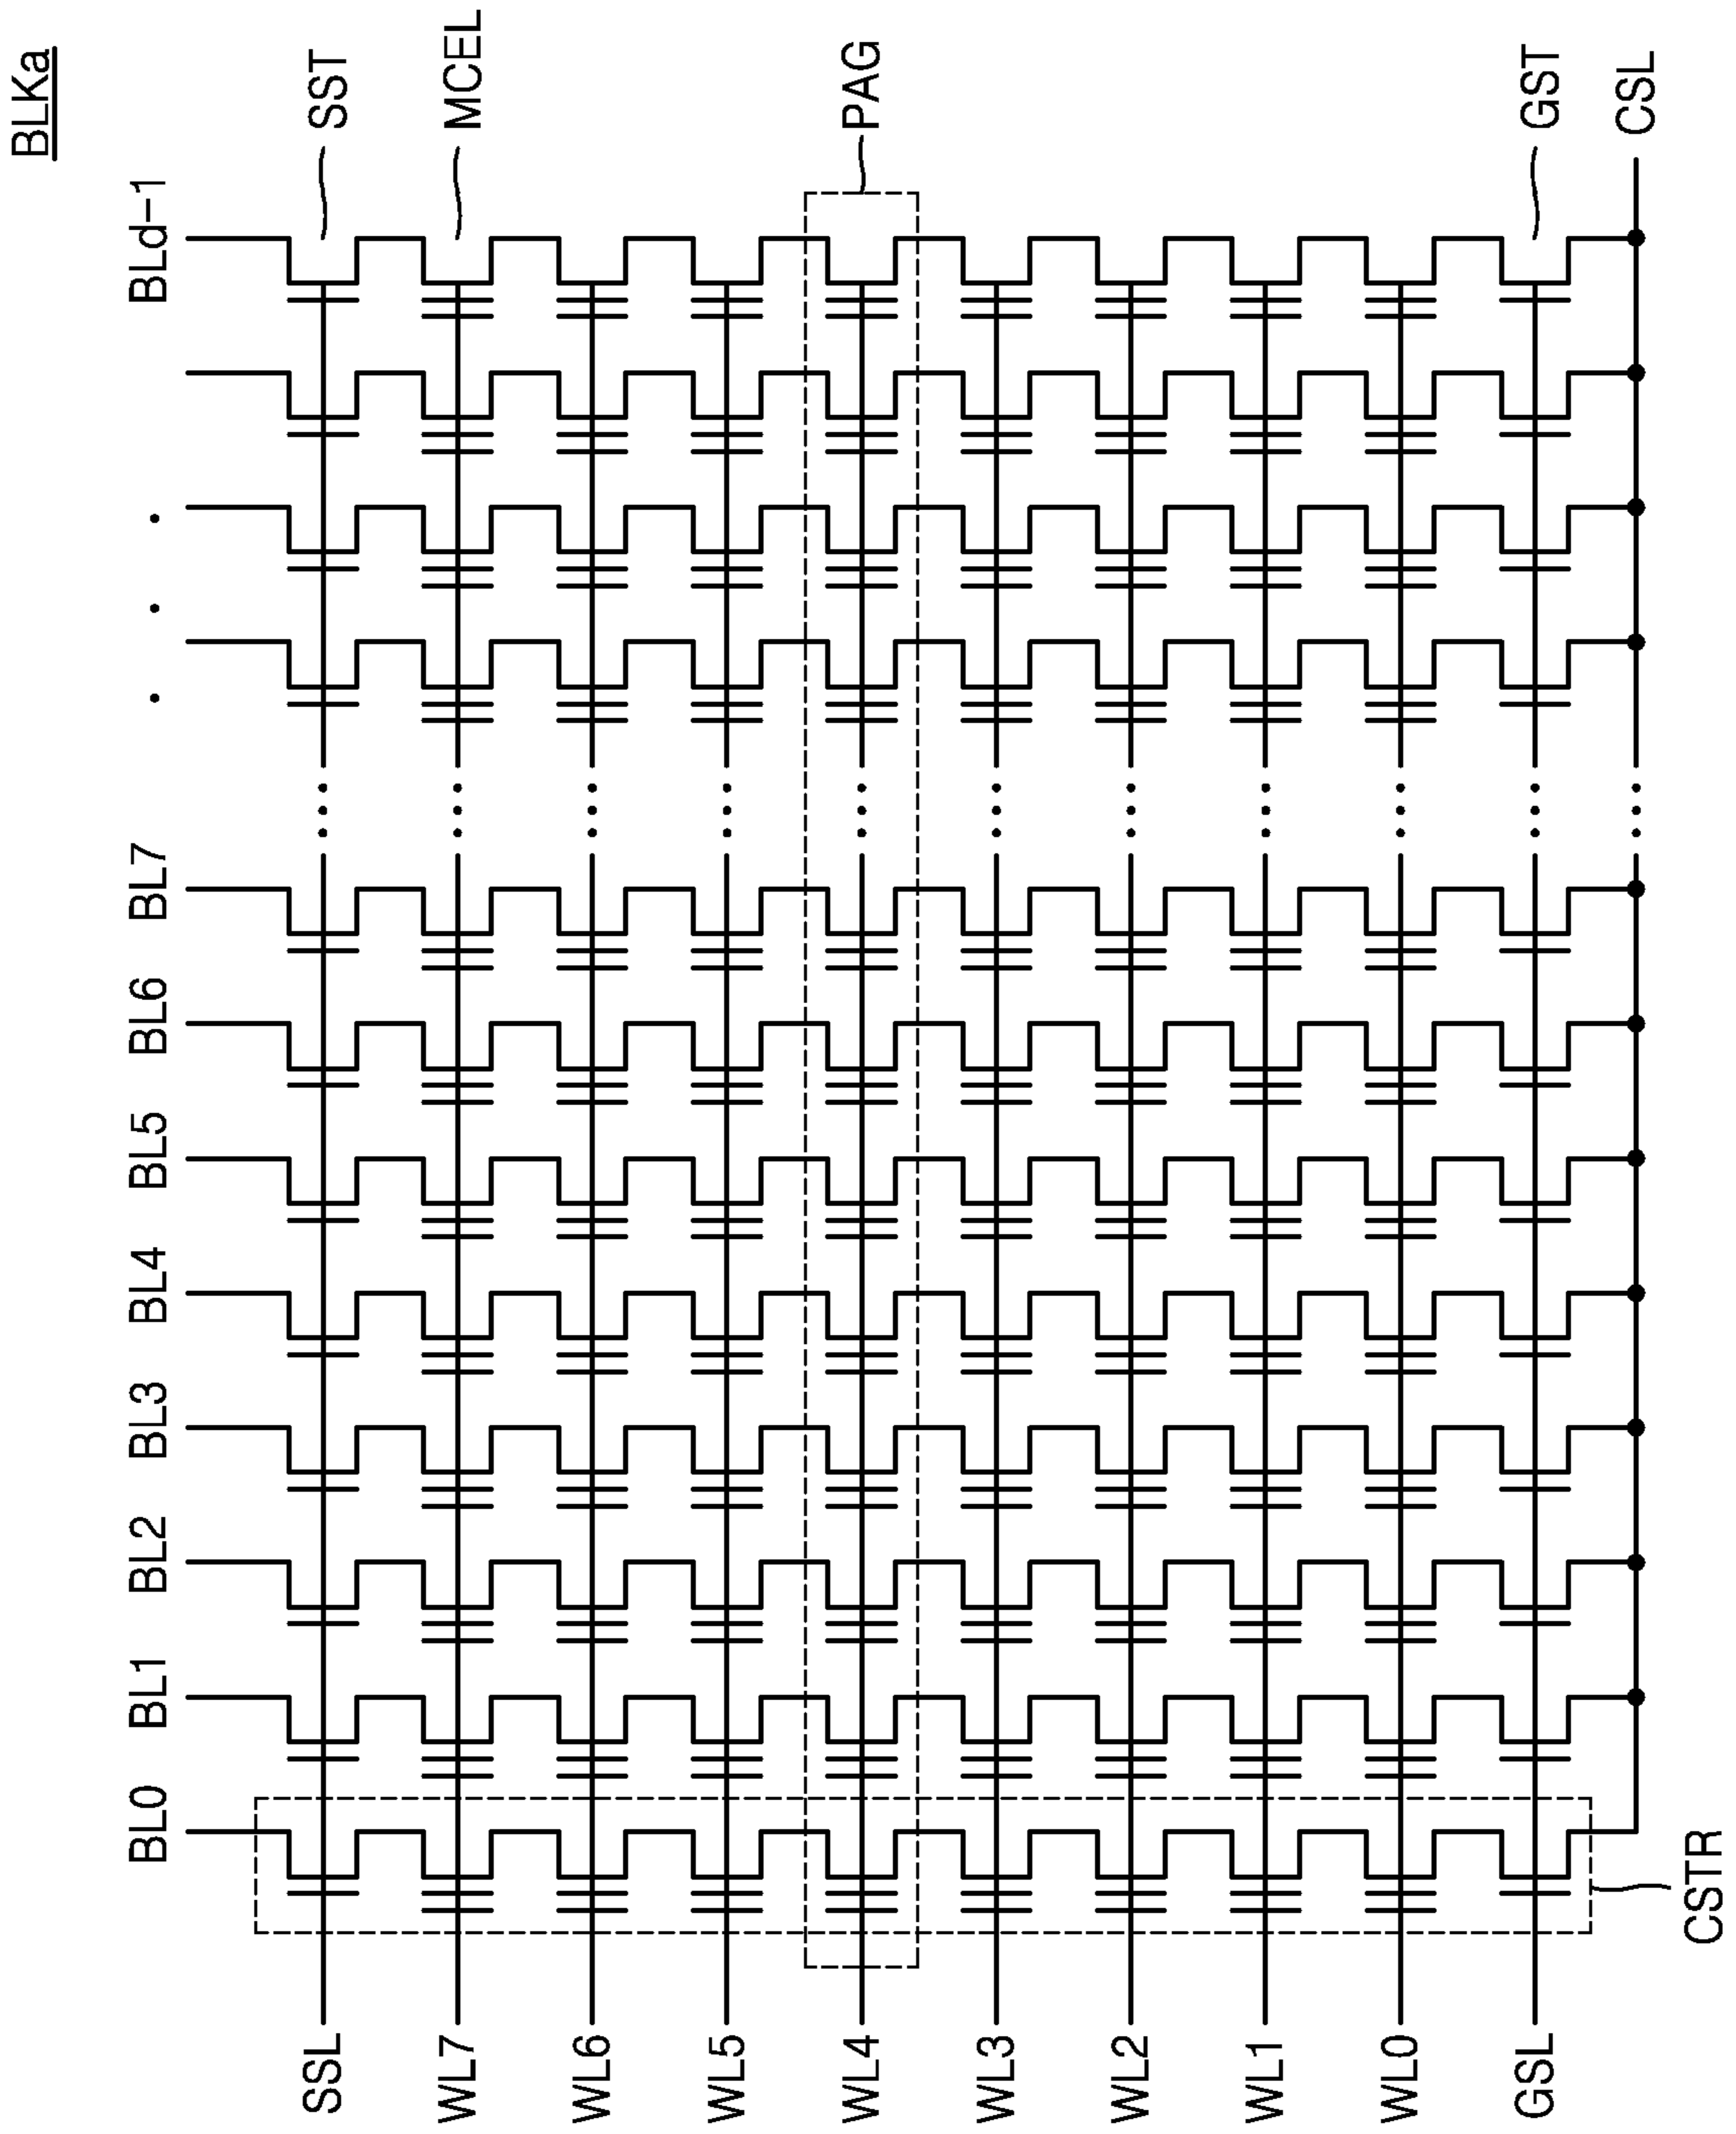 BLKa
BL0 BL1 BL2 BL3 BL4 BL5 BL6 BL7 . . . BLd-1
SSL
SST
WL7
MCEL
WL6
WL5
WL4
PAG
WL3
WL2
WL1
WL0
GSL
GST
CSL
CSTR